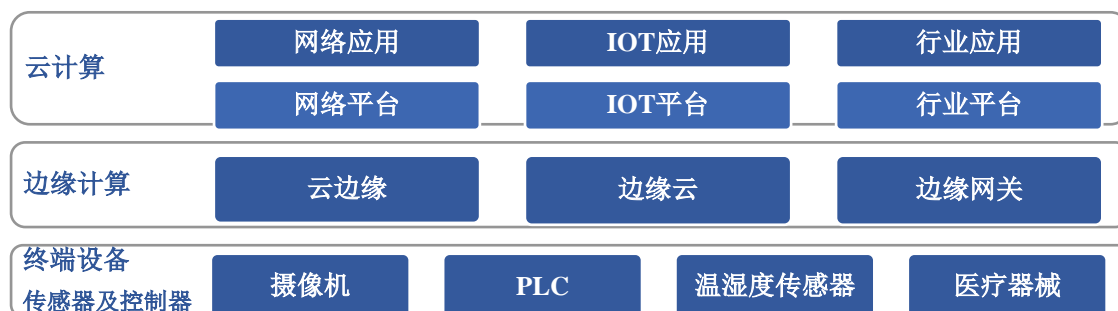 云计算
网络应用 IOT应用 行业应用
网络平台 IOT平台 行业平台
边缘计算
云边缘 边缘云 边缘网关
终端设备
传感器及控制器
摄像机 PLC 温湿度传感器 医疗器械